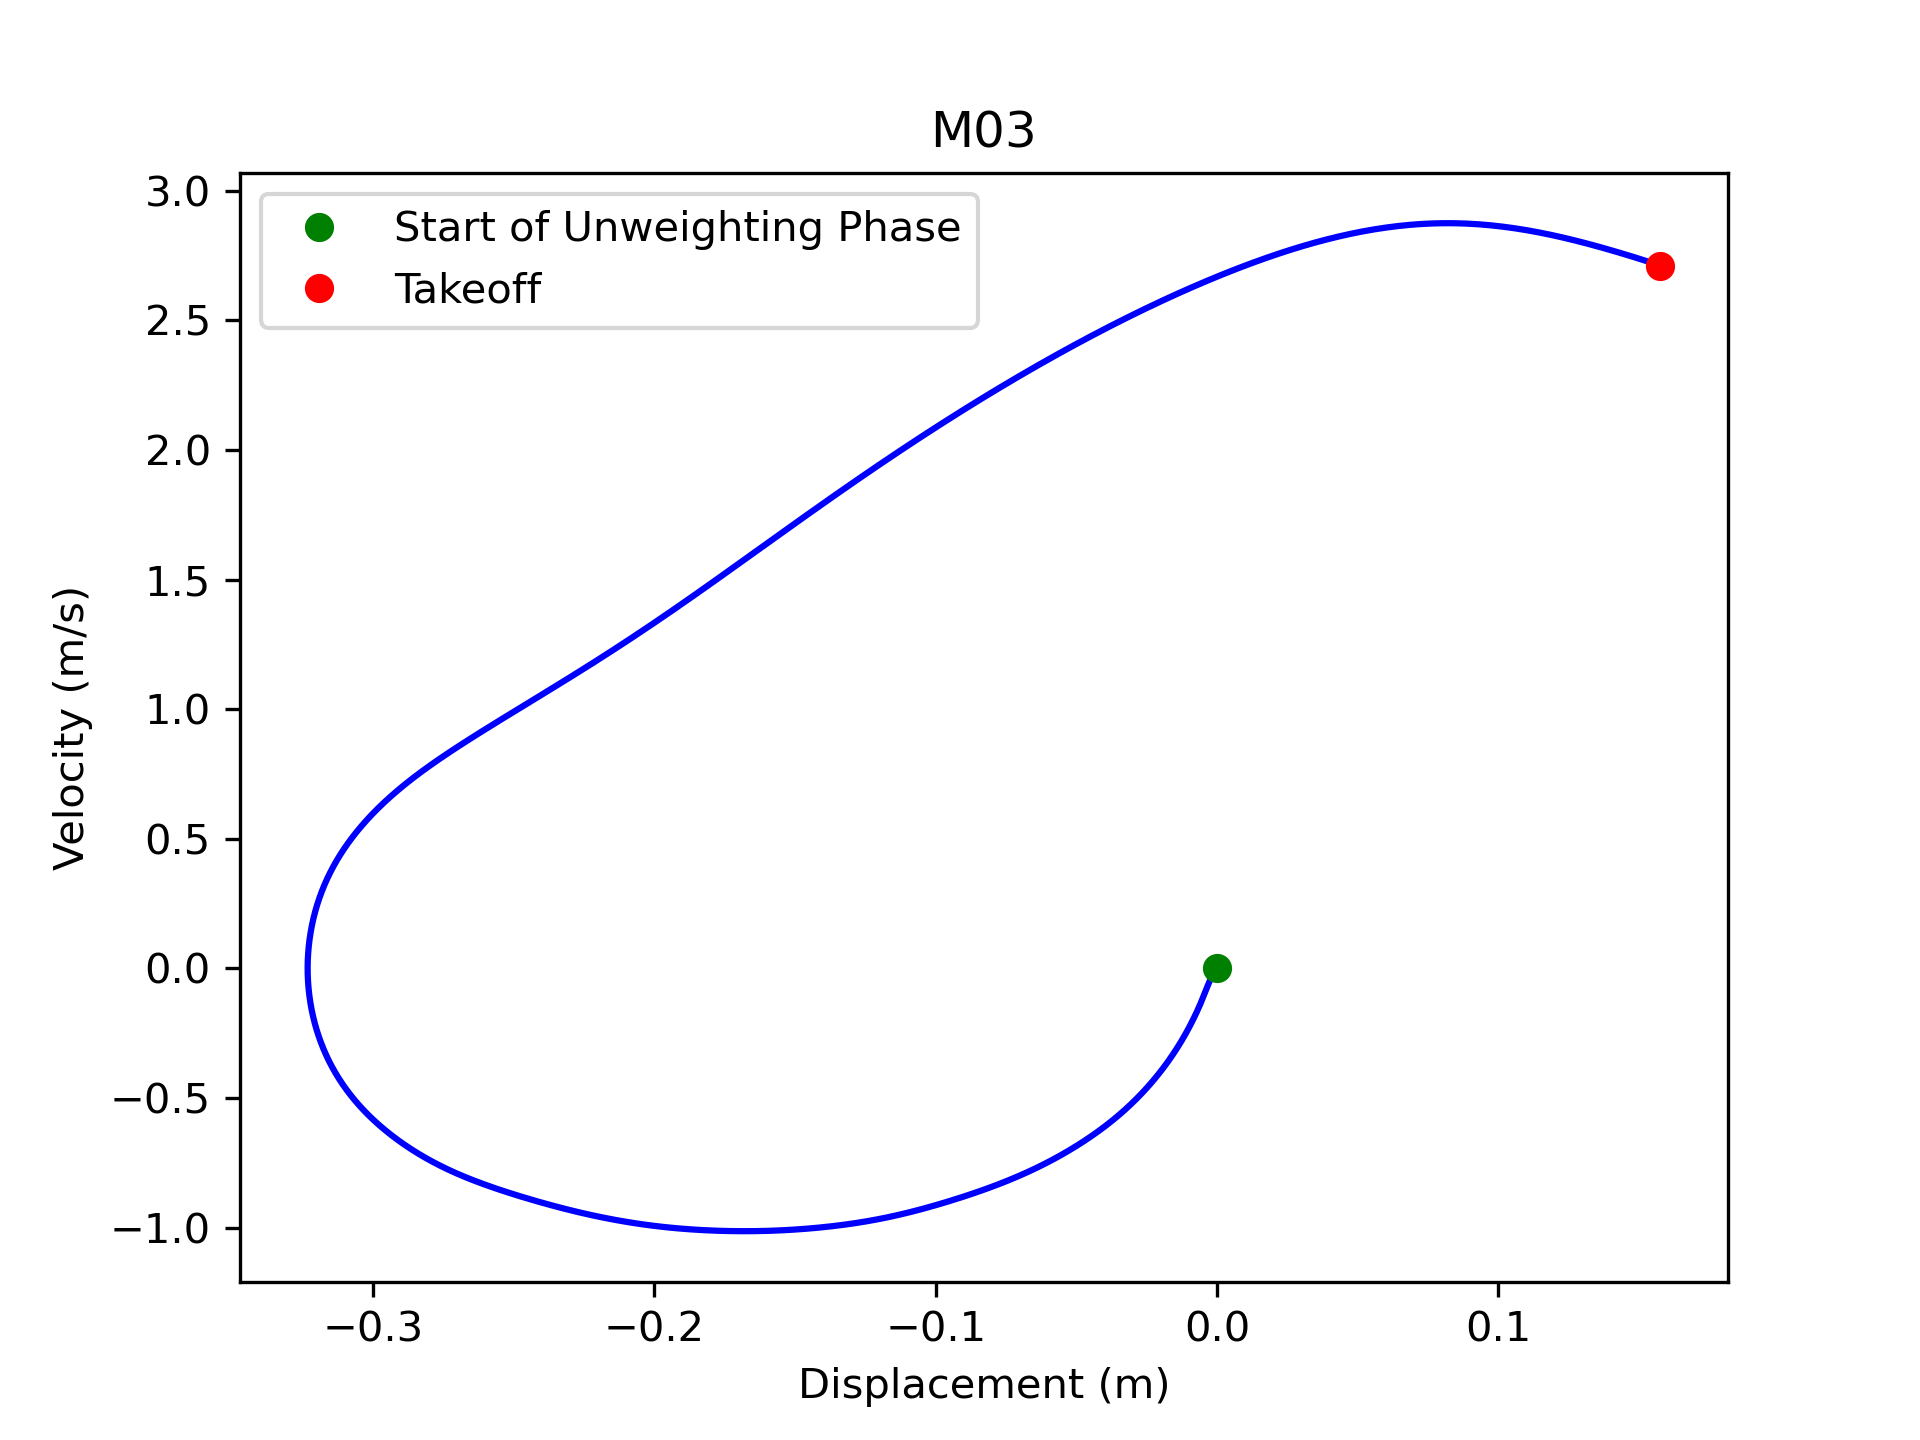 M03
Start of Unweighting Phase
Takeoff
3.0
2.5
2.0
1.5
1.0
0.5
0.0
−0.5
−1.0
Velocity (m/s)
−0.3 −0.2 −0.1 0.0 0.1
Displacement (m)